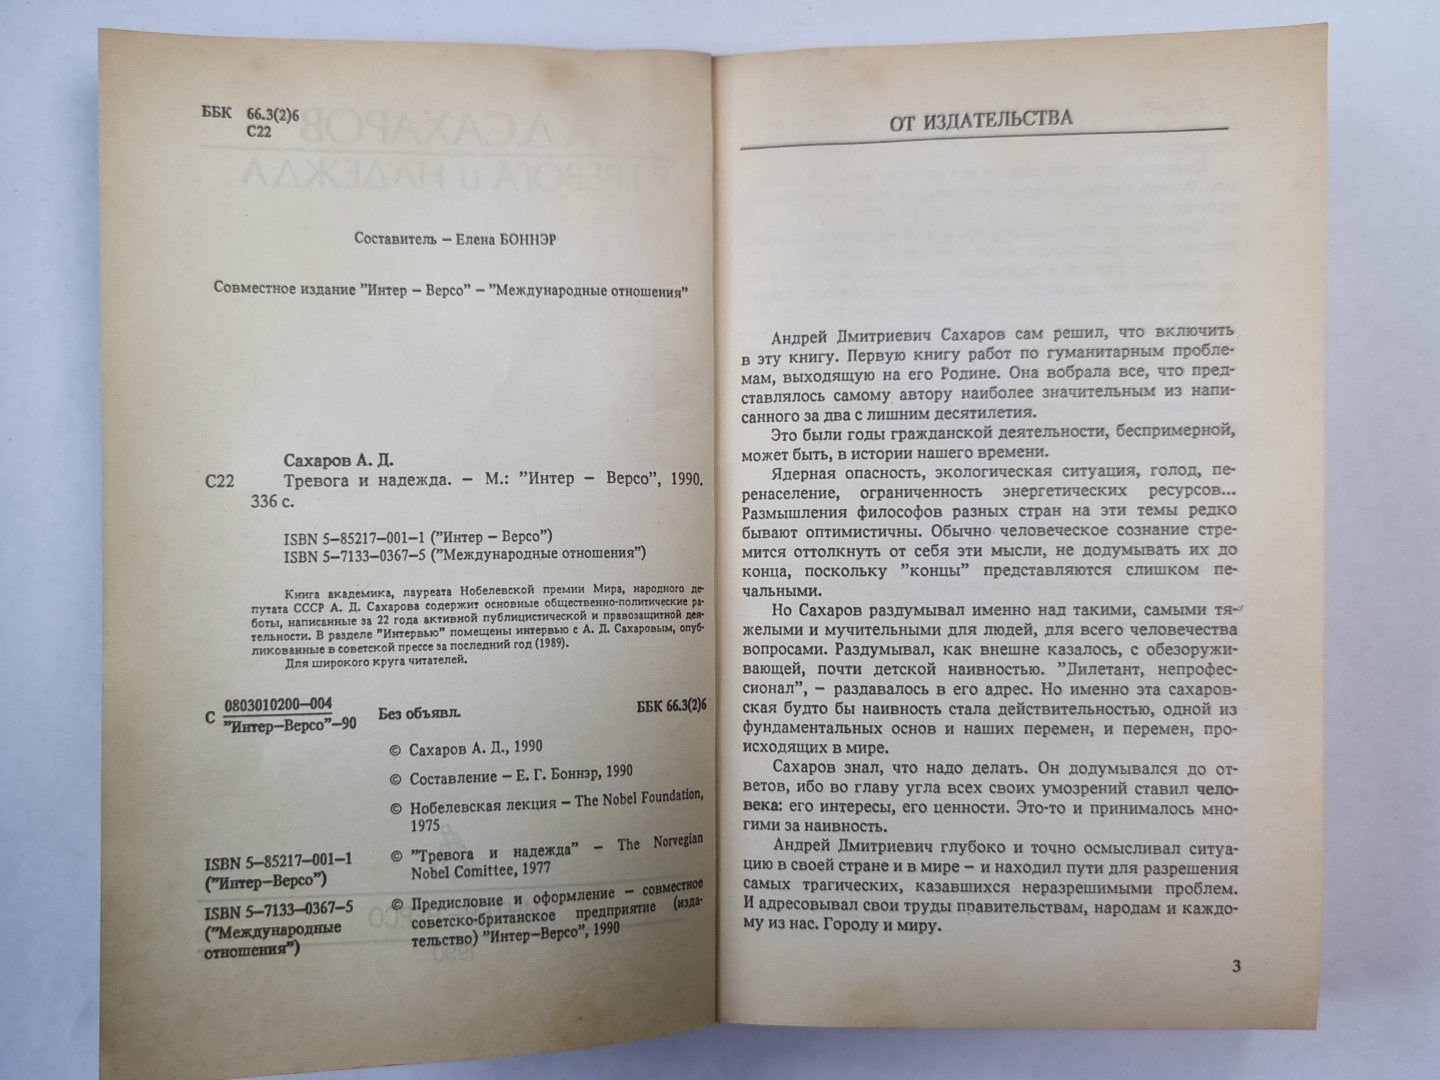 ББК 66.3(2)6
С22
Составитель – Елена БОННЭР
Совместное издание "Интер – Версо" – "Международные отношения"
Сахаров А. Д.
С22 Тревога и надежда. – М.: "Интер – Версо", 1990.
336 с.
ISBN 5–85217–001–1 ("Интер – Версо")
ISBN 5–7133–0367–5 ("Международные отношения")
Книга академика, лауреата Нобелевской премии Мира, народного де-
путата СССР А. Д. Сахарова содержит основные общественно-политические ра-
боты, написанные за 22 года активной публицистической и правозащитной дея-
тельности. В разделе "Интервью" помещены интервью с А. Д. Сахаровым, опуб-
ликованные в советской прессе за последний год (1989).
Для широкого круга читателей.
С 0803010200–004
"Интер–Версо"–90
Без объявл.
ББК 66.3(2)6
© Сахаров А. Д., 1990
© Составление – Е. Г. Боннэр, 1990
© Нобелевская лекция – The Nobel Foundation,
1975
© "Тревога и надежда" – The Norvegian
Nobel Comittee, 1977
© Предисловие и оформление – совместное
советско-британское предприятие (изда-
тельство) "Интер–Версо", 1990
ISBN 5–85217–001–1
("Интер–Версо")
ISBN 5–7133–0367–5
("Международные
отношения")
ОТ ИЗДАТЕЛЬСТВА
Андрей Дмитриевич Сахаров сам решил, что включить
в эту книгу. Первую книгу работ по гуманитарным пробле-
мам, выходящую на его Родине. Она вобрала все, что пред-
ставлялось самому автору наиболее значительным из напи-
санного за два с лишним десятилетия.
Это были годы гражданской деятельности, беспримерной,
может быть, в истории нашего времени.
Ядерная опасность, экологическая ситуация, голод, пе-
ренаселение, ограниченность энергетических ресурсов...
Размышления философов разных стран на эти темы редко
бывают оптимистичны. Обычно человеческое сознание стре-
мится оттолкнуть от себя эти мысли, не додумывать их до
конца, поскольку "концы" представляются слишком пе-
чальными.
Но Сахаров раздумывал именно над такими, самыми тя-
желыми и мучительными для людей, для всего человечества
вопросами. Раздумывал, как внешне казалось, с обезоружи-
вающей, почти детской наивностью. "Дилетант, непрофес-
сионал", – раздавалось в его адрес. Но именно эта сахаров-
ская будто бы наивность стала действительностью, одной из
фундаментальных основ и наших перемен, и перемен, про-
исходящих в мире.
Сахаров знал, что надо делать. Он додумывался до от-
ветов, ибо во главу угла всех своих умозрений ставил чело-
века: его интересы, его ценности. Это-то и принималось мно-
гими за наивность.
Андрей Дмитриевич глубоко и точно осмысливал ситуа-
цию в своей стране и в мире – и находил пути для разрешения
самых трагических, казавшихся неразрешимыми проблем.
И адресовывал свои труды правительствам, народам и каждо-
му из нас. Городу и миру.
3